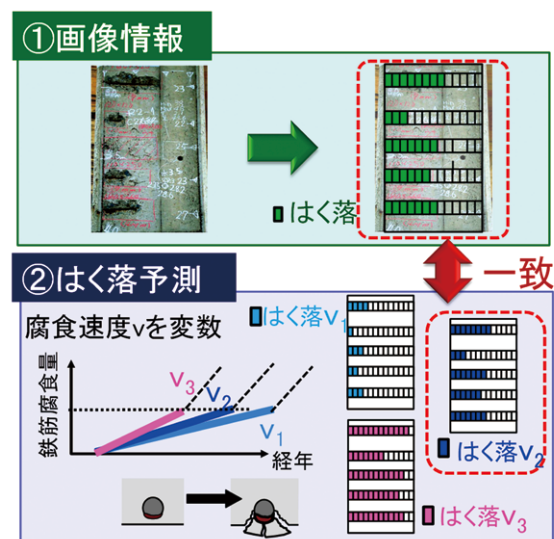 ①画像情報
はく落
一致
②はく落予測
腐食速度vを変数
はく落v₁
鉄筋腐食量
v₃
v₂
v₁
経年
はく落v₂
はく落v₃